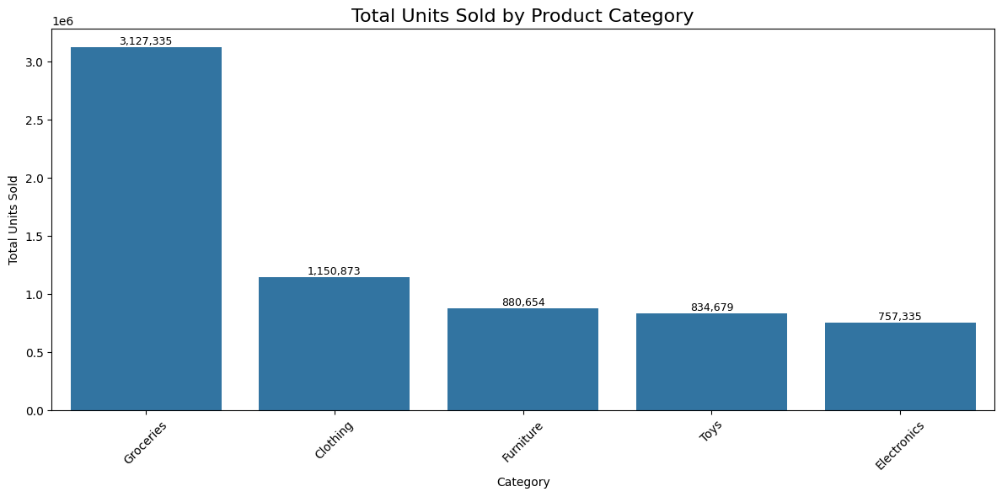 Total Units Sold by Product Category
1e6
3,127,335
3.0
2.5
2.0
1.5
1,150,873
1.0
880,654
834,679
757,335
0.5
0.0
Total Units Sold
Groceries
Clothing
Furniture
Toys
Electronics
Category